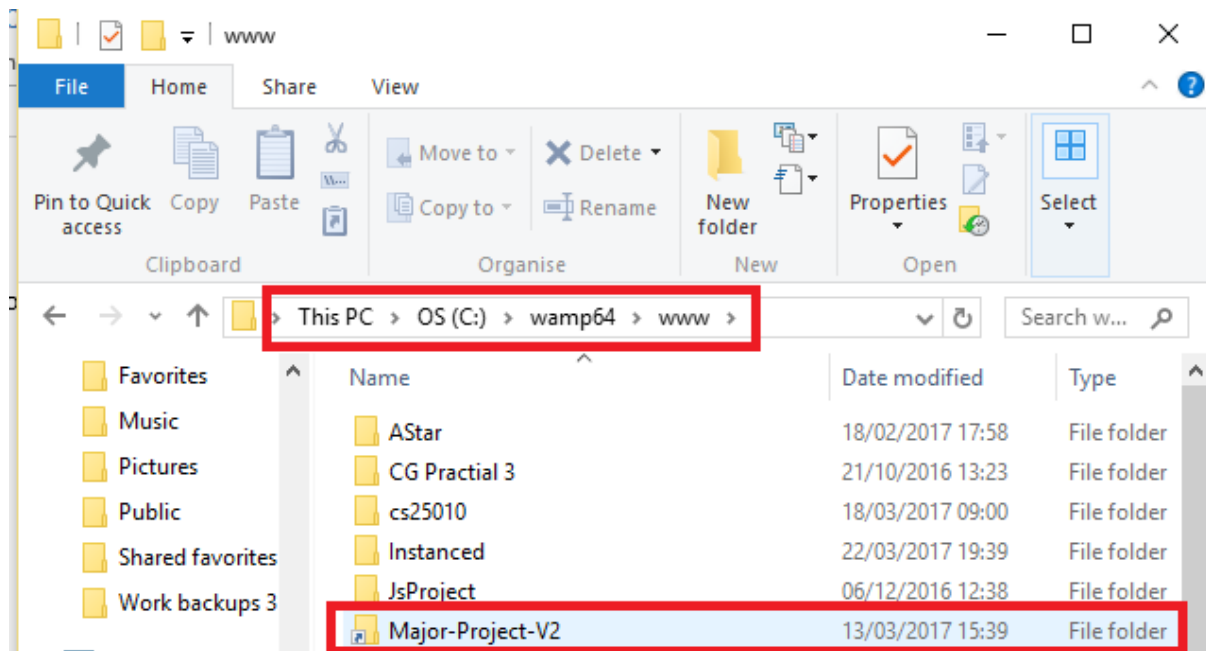 www
File Home Share View
Pin to Quick access Copy Paste
Move to Delete
Copy to Rename
New folder
Properties
Select
Clipboard Organise New Open
This PC > OS (C:) > wamp64 > www >
Search w...
Name Date modified Type
Favorites
Music
Pictures
Public
Shared favorites
Work backups 3
AStar 18/02/2017 17:58 File folder
CG Practial 3 21/10/2016 13:23 File folder
cs25010 18/03/2017 09:00 File folder
Instanced 22/03/2017 19:39 File folder
JsProject 06/12/2016 12:38 File folder
Major-Project-V2 13/03/2017 15:39 File folder